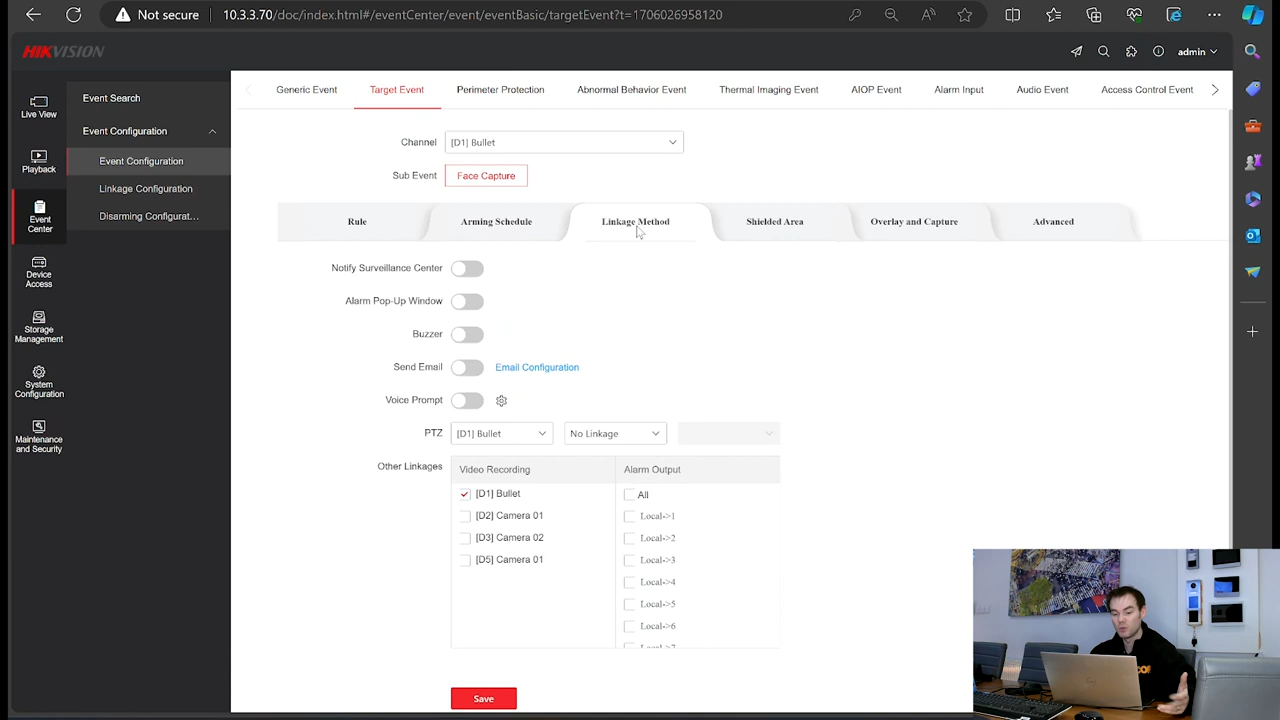 Not secure
10.3.3.70/doc/index.html#/eventCenter/event/eventBasic/targetEvent?t=1706026958120
HIKVISION
admin
Live View
Playback
Event
Center
Device
Access
Storage
Management
System
Configuration
Maintenance
and Security
Event Search
Event Configuration
Event Configuration
Linkage Configuration
Disarming Configurat...
Generic Event
Target Event
Perimeter Protection
Abnormal Behavior Event
Thermal Imaging Event
AIOP Event
Alarm Input
Audio Event
Access Control Event
Channel
[D1] Bullet
Sub Event
Face Capture
Rule
Arming Schedule
Linkage Method
Shielded Area
Overlay and Capture
Advanced
Notify Surveillance Center
Alarm Pop-Up Window
Buzzer
Send Email
Email Configuration
Voice Prompt
PTZ
[D1] Bullet
No Linkage
Other Linkages
Video Recording
Alarm Output
[D1] Bullet
All
[D2] Camera 01
Local->1
[D3] Camera 02
Local->2
[D5] Camera 01
Local->3
Local->4
Local->5
Local->6
Local->7
Save